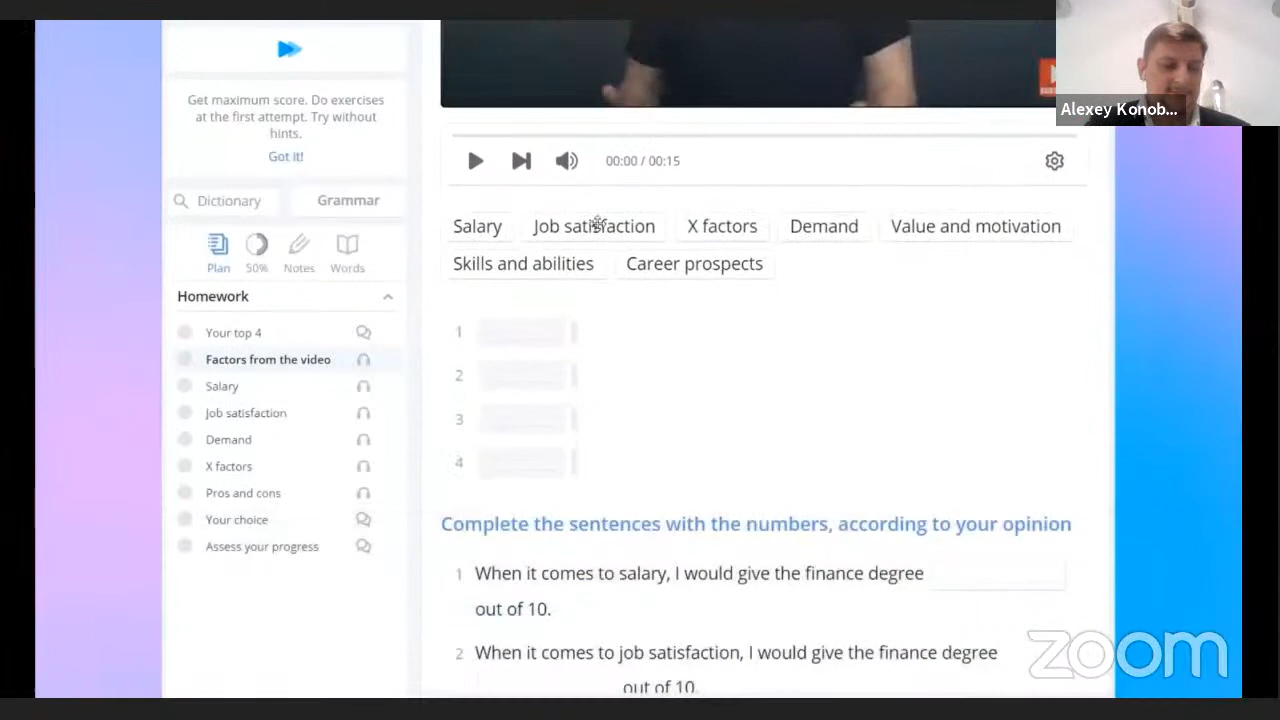 Alexey Konob...
Get maximum score. Do exercises
at the first attempt. Try without
hints.
Got it!
Dictionary
Grammar
Plan
50%
Notes
Words
Homework
Your top 4
Factors from the video
Salary
Job satisfaction
Demand
X factors
Pros and cons
Your choice
Assess your progress
00:00 / 00:15
Salary Job satisfaction X factors Demand Value and motivation
Skills and abilities Career prospects
1
2
3
4
Complete the sentences with the numbers, according to your opinion
1 When it comes to salary, I would give the finance degree
out of 10.
2 When it comes to job satisfaction, I would give the finance degree
out of 10.
zoom